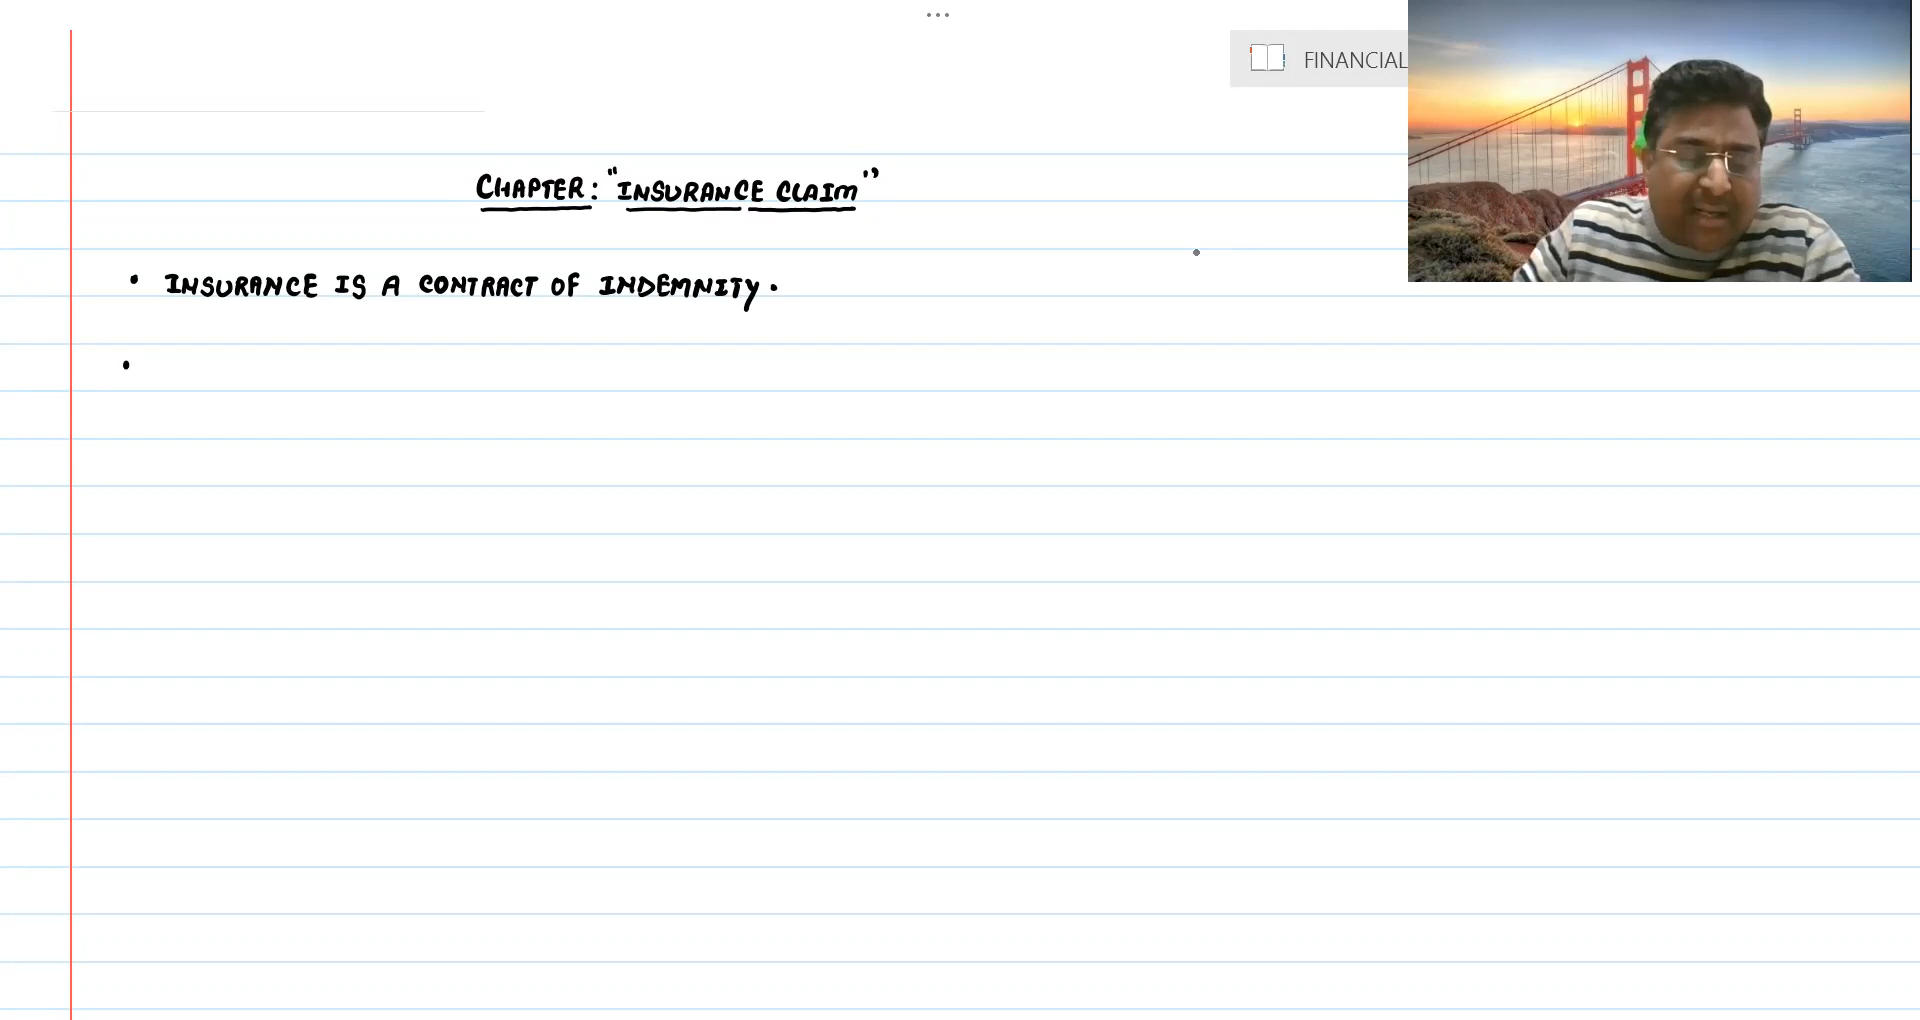 FINANCIAL
CHAPTER: "INSURANCE CLAIM"
• INSURANCE IS A CONTRACT OF INDEMNITY.
•